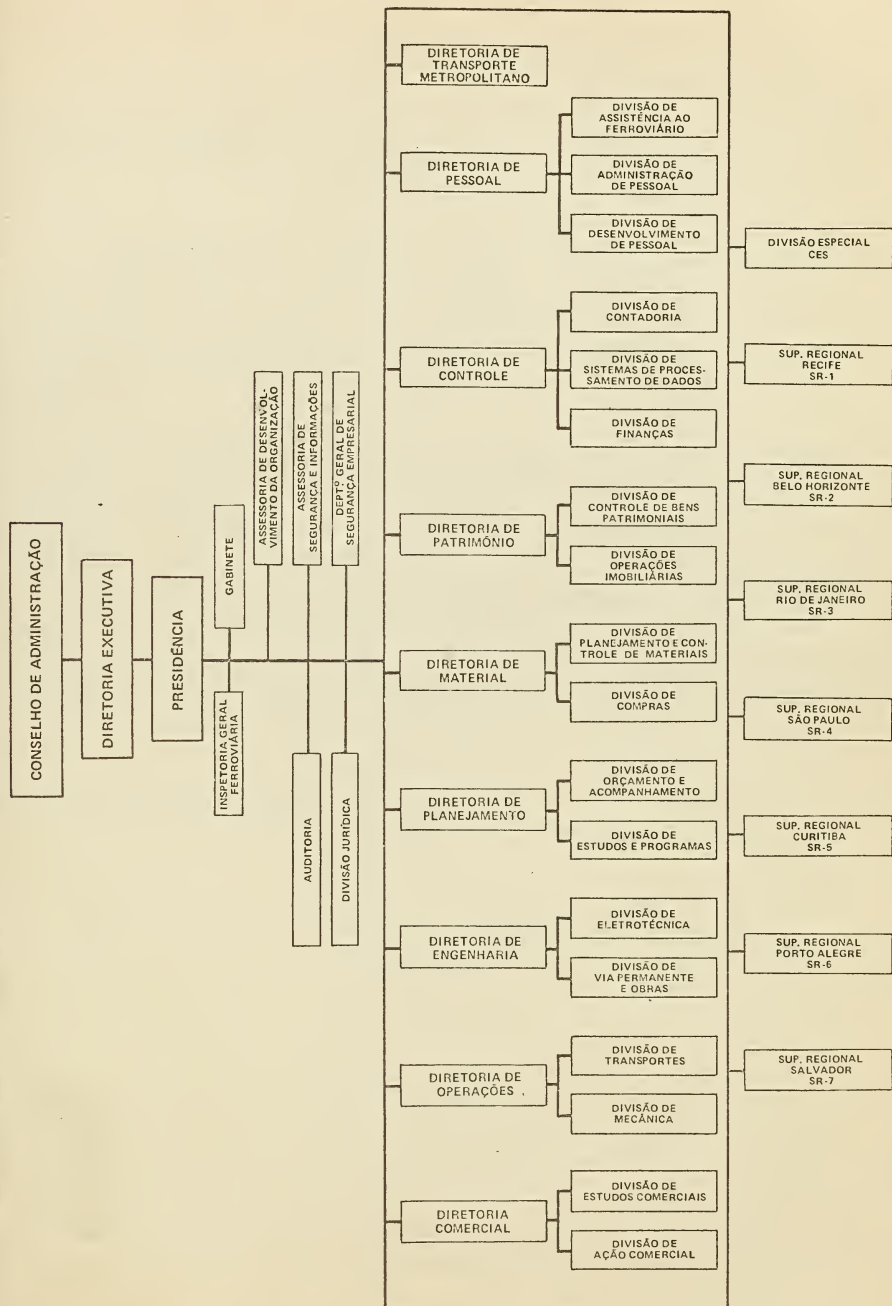 CONSELHO DE ADMINISTRAÇÃO
DIRETORIA EXECUTIVA
PRESIDÊNCIA
INSPETORIA GERAL
FERROVIÁRIA
GABINETE
ASSESSORIA DE DESENVOL-
VIMENTO DA ORGANIZAÇÃO
AUDITORIA
ASSESSORIA DE
SEGURANÇA E INFORMAÇÕES
DIVISÃO JURÍDICA
DEPTº GERAL DE
SEGURANÇA EMPRESARIAL
DIRETORIA DE
TRANSPORTE
METROPOLITANO
DIRETORIA DE
PESSOAL
DIVISÃO DE
ASSISTÊNCIA AO
FERROVIÁRIO
DIVISÃO DE
ADMINISTRAÇÃO
DE PESSOAL
DIVISÃO DE
DESENVOLVIMENTO
DE PESSOAL
DIRETORIA DE
CONTROLE
DIVISÃO DE
CONTADORIA
DIVISÃO DE
SISTEMAS DE PROCES-
SAMENTO DE DADOS
DIVISÃO DE
FINANÇAS
DIRETORIA DE
PATRIMÔNIO
DIVISÃO DE
CONTROLE DE BENS
PATRIMONIAIS
DIVISÃO DE
OPERAÇÕES
IMOBILIÁRIAS
DIRETORIA DE
MATERIAL
DIVISÃO DE
PLANEJAMENTO E CON-
TROLE DE MATERIAIS
DIVISÃO DE
COMPRAS
DIRETORIA DE
PLANEJAMENTO
DIVISÃO DE
ORÇAMENTO E
ACOMPANHAMENTO
DIVISÃO DE
ESTUDOS E PROGRAMAS
DIRETORIA DE
ENGENHARIA
DIVISÃO DE
ELETROTÉCNICA
DIVISÃO DE
VIA PERMANENTE
E OBRAS
DIRETORIA DE
OPERAÇÕES
DIVISÃO DE
TRANSPORTES
DIVISÃO DE
MECÂNICA
DIRETORIA
COMERCIAL
DIVISÃO DE
ESTUDOS COMERCIAIS
DIVISÃO DE
AÇÃO COMERCIAL
DIVISÃO ESPECIAL
CES
SUP. REGIONAL
RECIFE
SR-1
SUP. REGIONAL
BELO HORIZONTE
SR-2
SUP. REGIONAL
RIO DE JANEIRO
SR-3
SUP. REGIONAL
SÃO PAULO
SR-4
SUP. REGIONAL
CURITIBA
SR-5
SUP. REGIONAL
PORTO ALEGRE
SR-6
SUP. REGIONAL
SALVADOR
SR-7